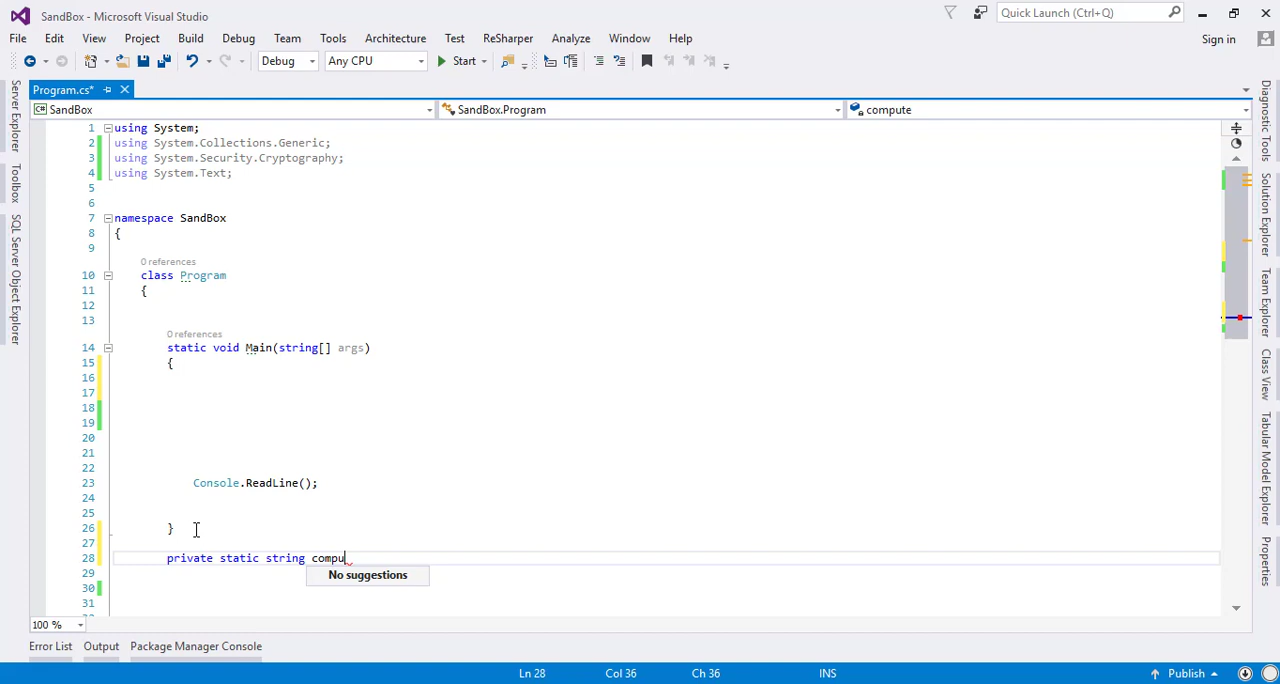 SandBox - Microsoft Visual Studio
Quick Launch (Ctrl+Q)
File Edit View Project Build Debug Team Tools Architecture Test ReSharper Analyze Window Help
Sign in
Debug Any CPU Start
Program.cs*
SandBox SandBox.Program compute
1 using System;
2 using System.Collections.Generic;
3 using System.Security.Cryptography;
4 using System.Text;
5
6
7 namespace SandBox
8 {
9
0 references
10 class Program
11 {
12
13
0 references
14 static void Main(string[] args)
15 {
16
17
18
19
20
21
22
23 Console.ReadLine();
24
25
26 }
27
28 private static string compu
No suggestions
29
30
31
100 %
Error List Output Package Manager Console
Ln 28 Col 36 Ch 36 INS Publish
Server Explorer
Toolbox
SQL Server Object Explorer
Diagnostic Tools
Solution Explorer
Team Explorer
Class View
Tabular Model Explorer
Properties